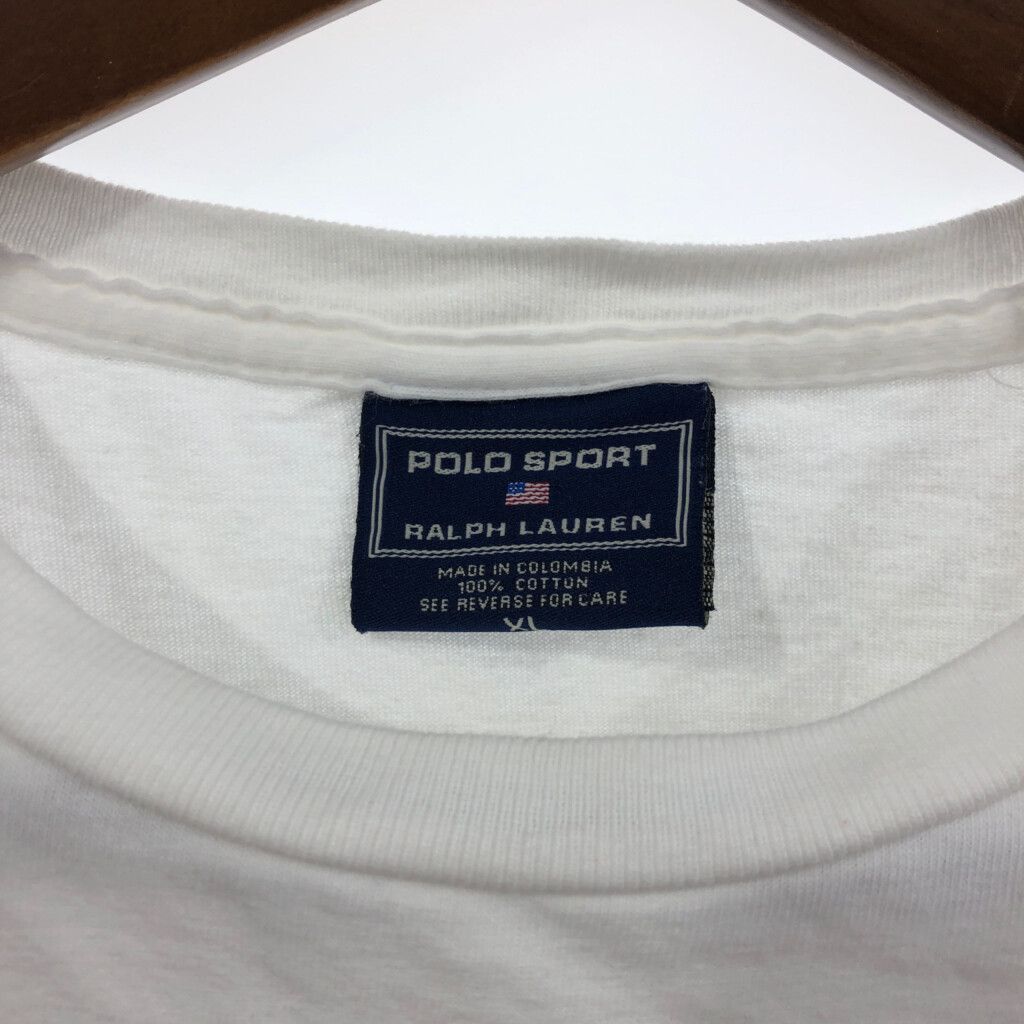 POLO SPORT
RALPH LAUREN
MADE IN COLOMBIA
100% COTTON
SEE REVERSE FOR CARE
XL